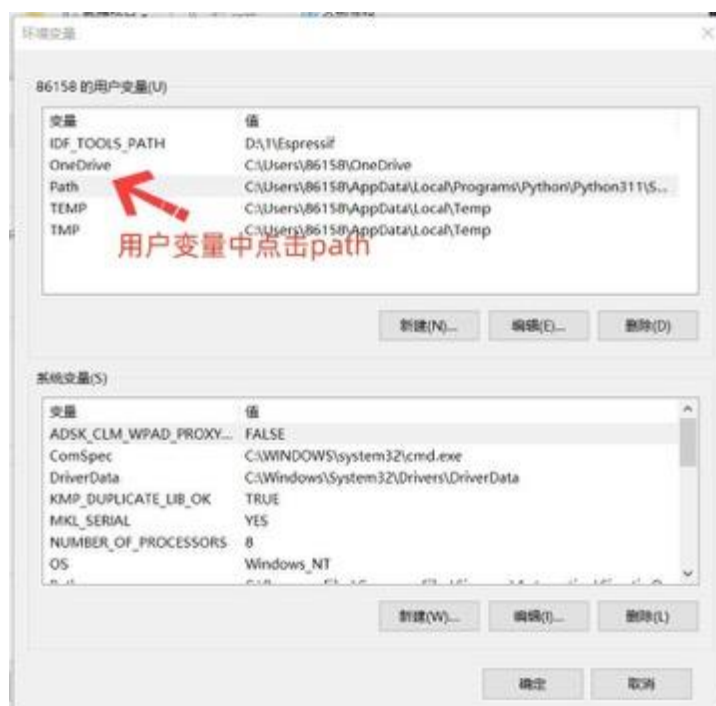 环境变量
86158 的用户变量(U)
变量 值
IDF_TOOLS_PATH D:\1\Espressif
OneDrive C:\Users\86158\OneDrive
Path C:\Users\86158\AppData\Local\Programs\Python\Python311\S...
TEMP C:\Users\86158\AppData\Local\Temp
TMP C:\Users\86158\AppData\Local\Temp
用户变量中点击path
新建(N)... 编辑(E)... 删除(D)
系统变量(S)
变量 值
ADSK_CLM_WPAD_PROXY... FALSE
ComSpec C:\WINDOWS\system32\cmd.exe
DriverData C:\Windows\System32\Drivers\DriverData
KMP_DUPLICATE_LIB_OK TRUE
MKL_SERIAL YES
NUMBER_OF_PROCESSORS 8
OS Windows_NT
新建(W)... 编辑(I)... 删除(L)
确定 取消